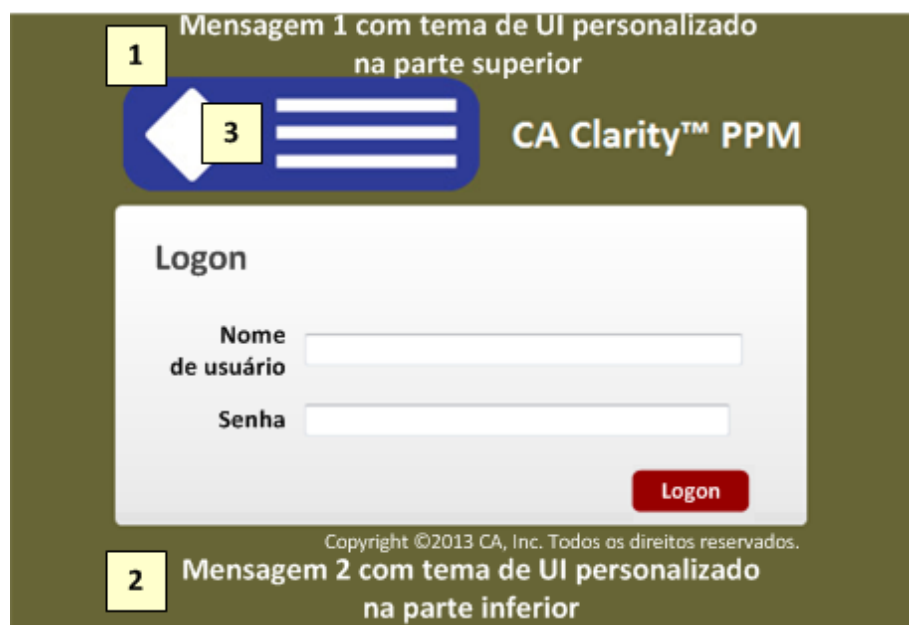 Mensagem 1 com tema de UI personalizado
1
na parte superior
3
CA Clarity™ PPM
Logon
Nome
de usuário
Senha
Logon
Copyright ©2013 CA, Inc. Todos os direitos reservados.
2
Mensagem 2 com tema de UI personalizado
na parte inferior